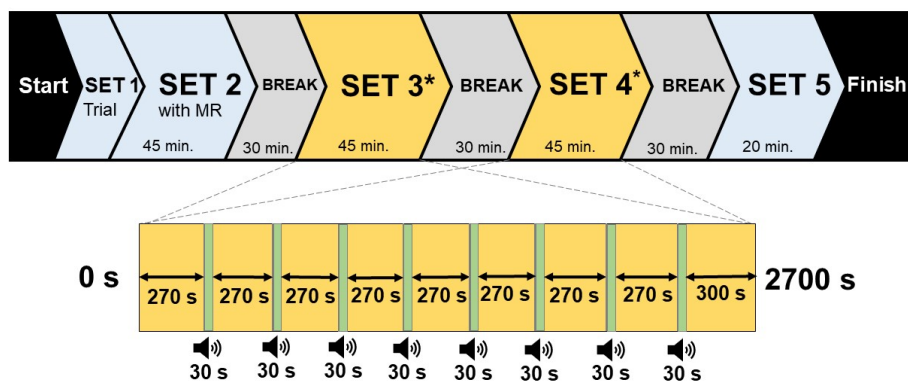 Start
SET 1
Trial
SET 2
with MR
45 min.
BREAK
30 min.
SET 3*
45 min.
BREAK
30 min.
SET 4*
45 min.
BREAK
30 min.
SET 5
20 min.
Finish
0 s
270 s
270 s
270 s
270 s
270 s
270 s
270 s
270 s
300 s
2700 s
30 s
30 s
30 s
30 s
30 s
30 s
30 s
30 s